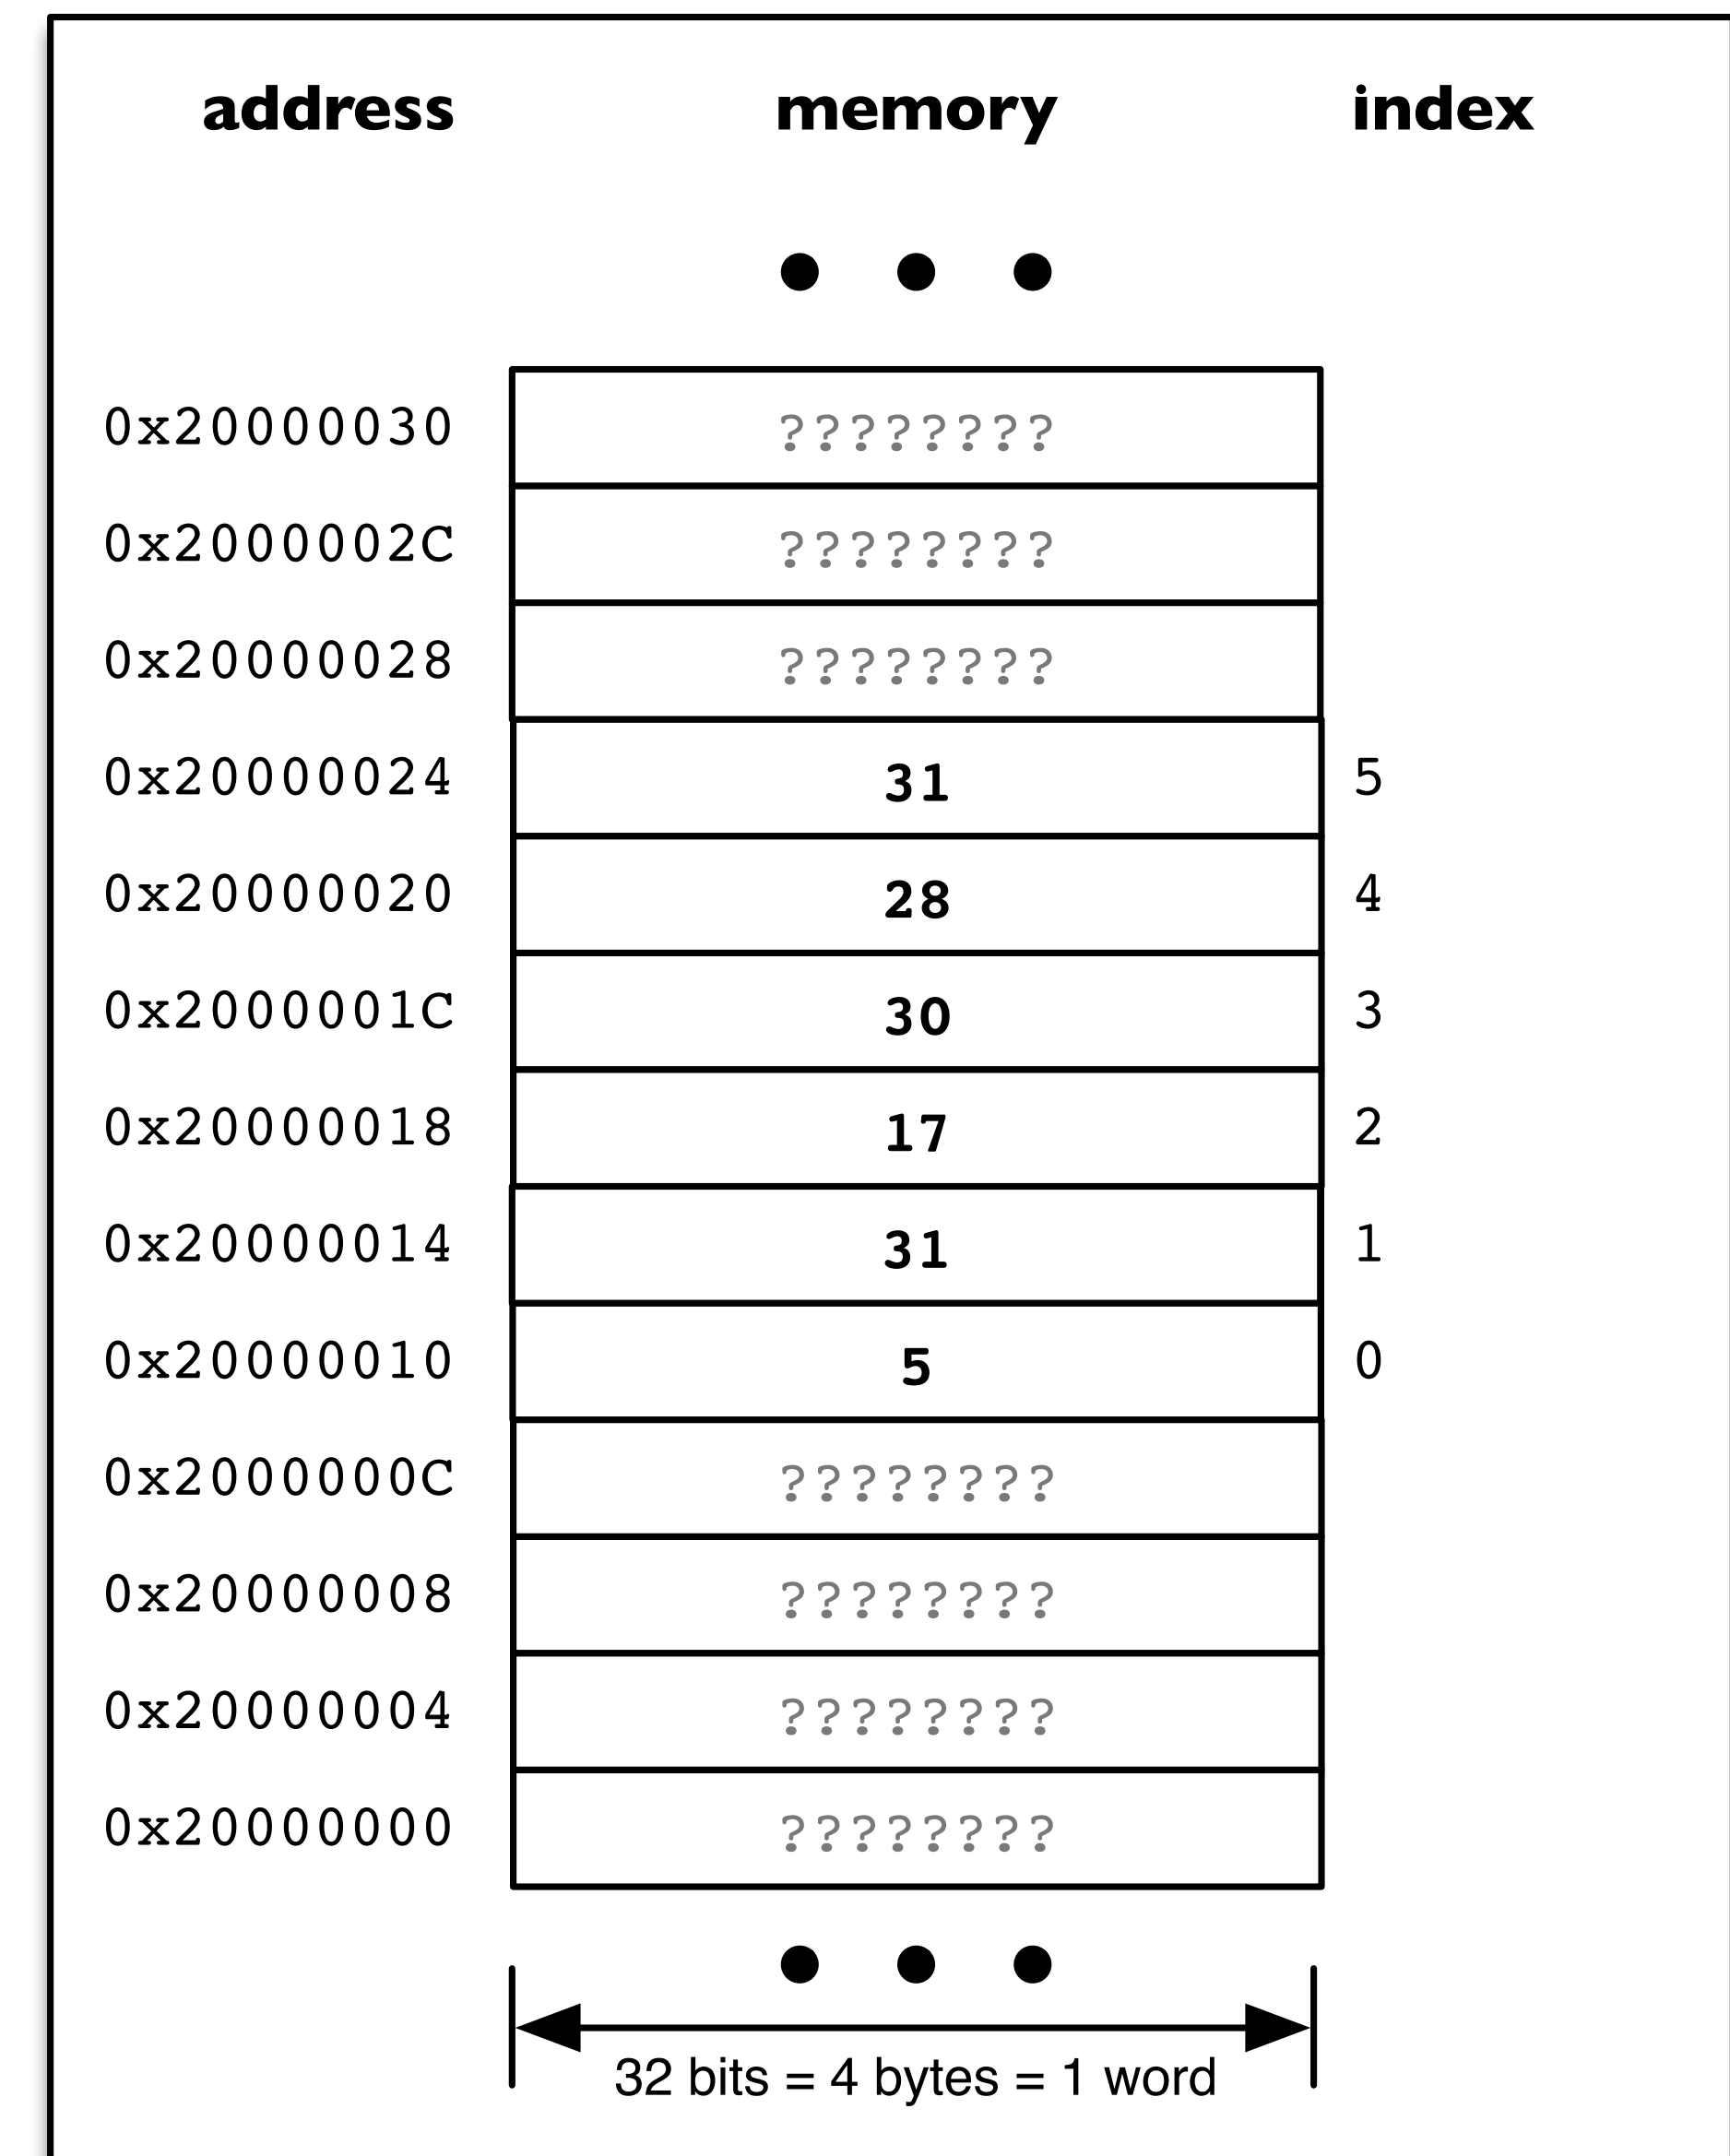 address memory index
0x20000030 ????????
0x2000002C ????????
0x20000028 ????????
0x20000024 31 5
0x20000020 28 4
0x2000001C 30 3
0x20000018 17 2
0x20000014 31 1
0x20000010 5 0
0x2000000C ????????
0x20000008 ????????
0x20000004 ????????
0x20000000 ????????
32 bits = 4 bytes = 1 word